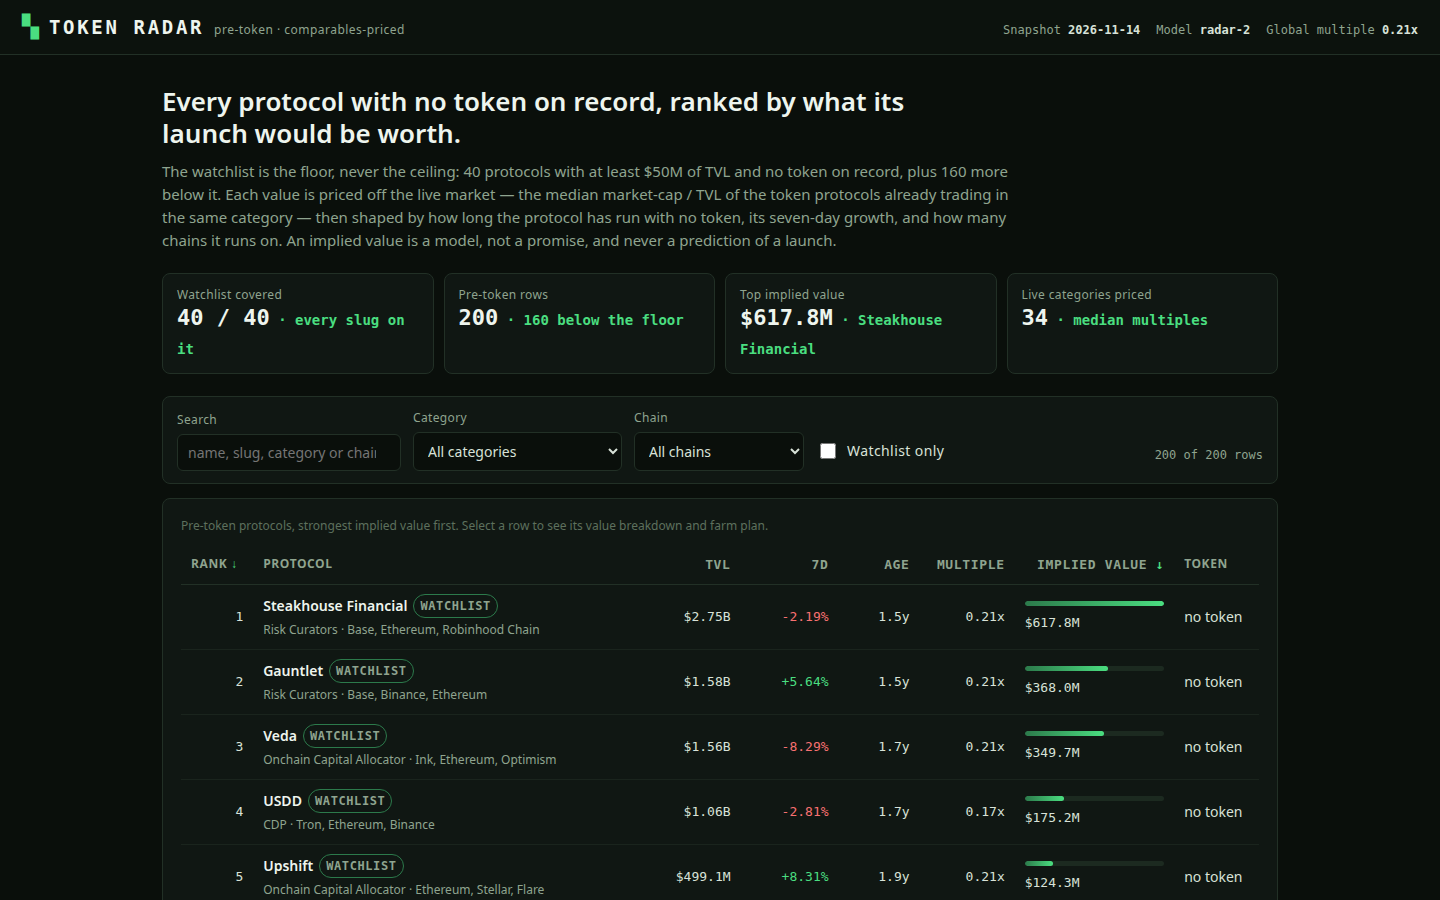 TOKEN RADAR pre-token · comparables-priced
Snapshot 2026-11-14 Model radar-2 Global multiple 0.21x
Every protocol with no token on record, ranked by what its
launch would be worth.
The watchlist is the floor, never the ceiling: 40 protocols with at least $50M of TVL and no token on record, plus 160 more
below it. Each value is priced off the live market — the median market-cap / TVL of the token protocols already trading in
the same category — then shaped by how long the protocol has run with no token, its seven-day growth, and how many
chains it runs on. An implied value is a model, not a promise, and never a prediction of a launch.
Watchlist covered
40 / 40 · every slug on
it
Pre-token rows
200 · 160 below the floor
Top implied value
$617.8M · Steakhouse
Financial
Live categories priced
34 · median multiples
Search
name, slug, category or chain
Category
All categories
Chain
All chains
Watchlist only
200 of 200 rows
Pre-token protocols, strongest implied value first. Select a row to see its value breakdown and farm plan.
RANK ↓ PROTOCOL TVL 7D AGE MULTIPLE IMPLIED VALUE ↓ TOKEN
1 Steakhouse Financial WATCHLIST $2.75B -2.19% 1.5y 0.21x $617.8M no token
Risk Curators · Base, Ethereum, Robinhood Chain
2 Gauntlet WATCHLIST $1.58B +5.64% 1.5y 0.21x $368.0M no token
Risk Curators · Base, Binance, Ethereum
3 Veda WATCHLIST $1.56B -8.29% 1.7y 0.21x $349.7M no token
Onchain Capital Allocator · Ink, Ethereum, Optimism
4 USDD WATCHLIST $1.06B -2.81% 1.7y 0.17x $175.2M no token
CDP · Tron, Ethereum, Binance
5 Upshift WATCHLIST $499.1M +8.31% 1.9y 0.21x $124.3M no token
Onchain Capital Allocator · Ethereum, Stellar, Flare